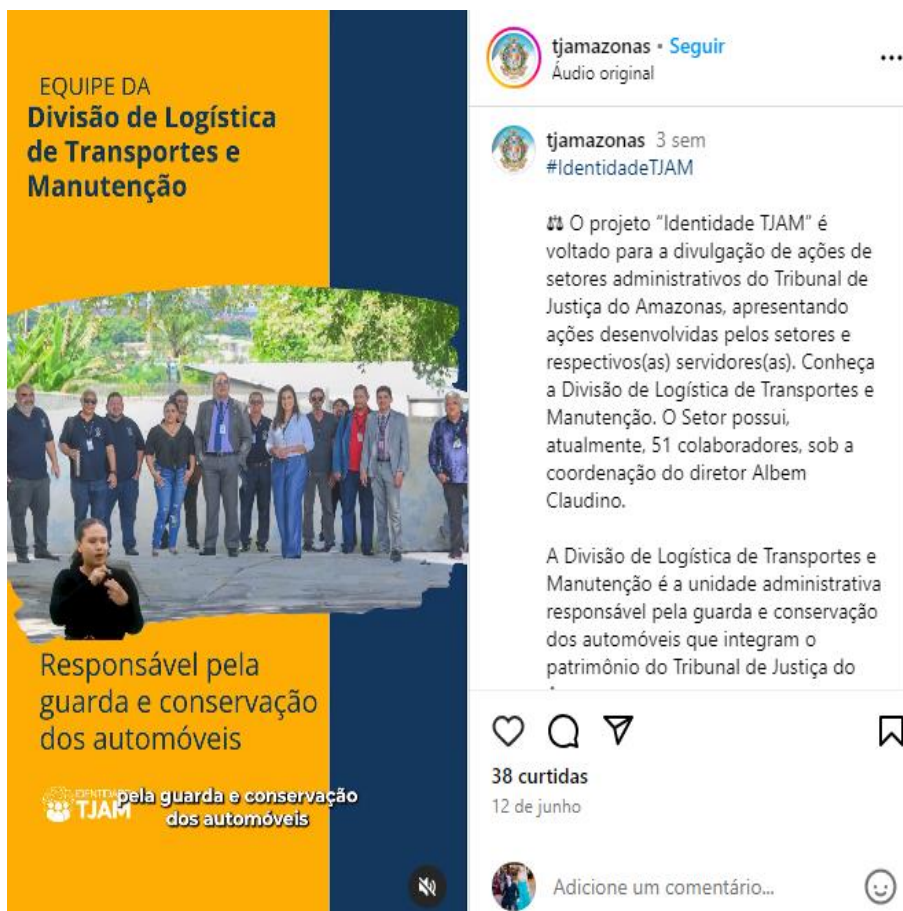 EQUIPE DA
Divisão de Logística
de Transportes e
Manutenção
Responsável pela
guarda e conservação
dos automóveis
IDENTIDADE
TJAM
pela guarda e conservação
dos automóveis
tjamazonas • Seguir
Áudio original
tjamazonas 3 sem
#IdentidadeTJAM
O projeto “Identidade TJAM” é
voltado para a divulgação de ações de
setores administrativos do Tribunal de
Justiça do Amazonas, apresentando
ações desenvolvidas pelos setores e
respectivos(as) servidores(as). Conheça
a Divisão de Logística de Transportes e
Manutenção. O Setor possui,
atualmente, 51 colaboradores, sob a
coordenação do diretor Albem
Claudino.
A Divisão de Logística de Transportes e
Manutenção é a unidade administrativa
responsável pela guarda e conservação
dos automóveis que integram o
patrimônio do Tribunal de Justiça do
38 curtidas
12 de junho
Adicione um comentário...